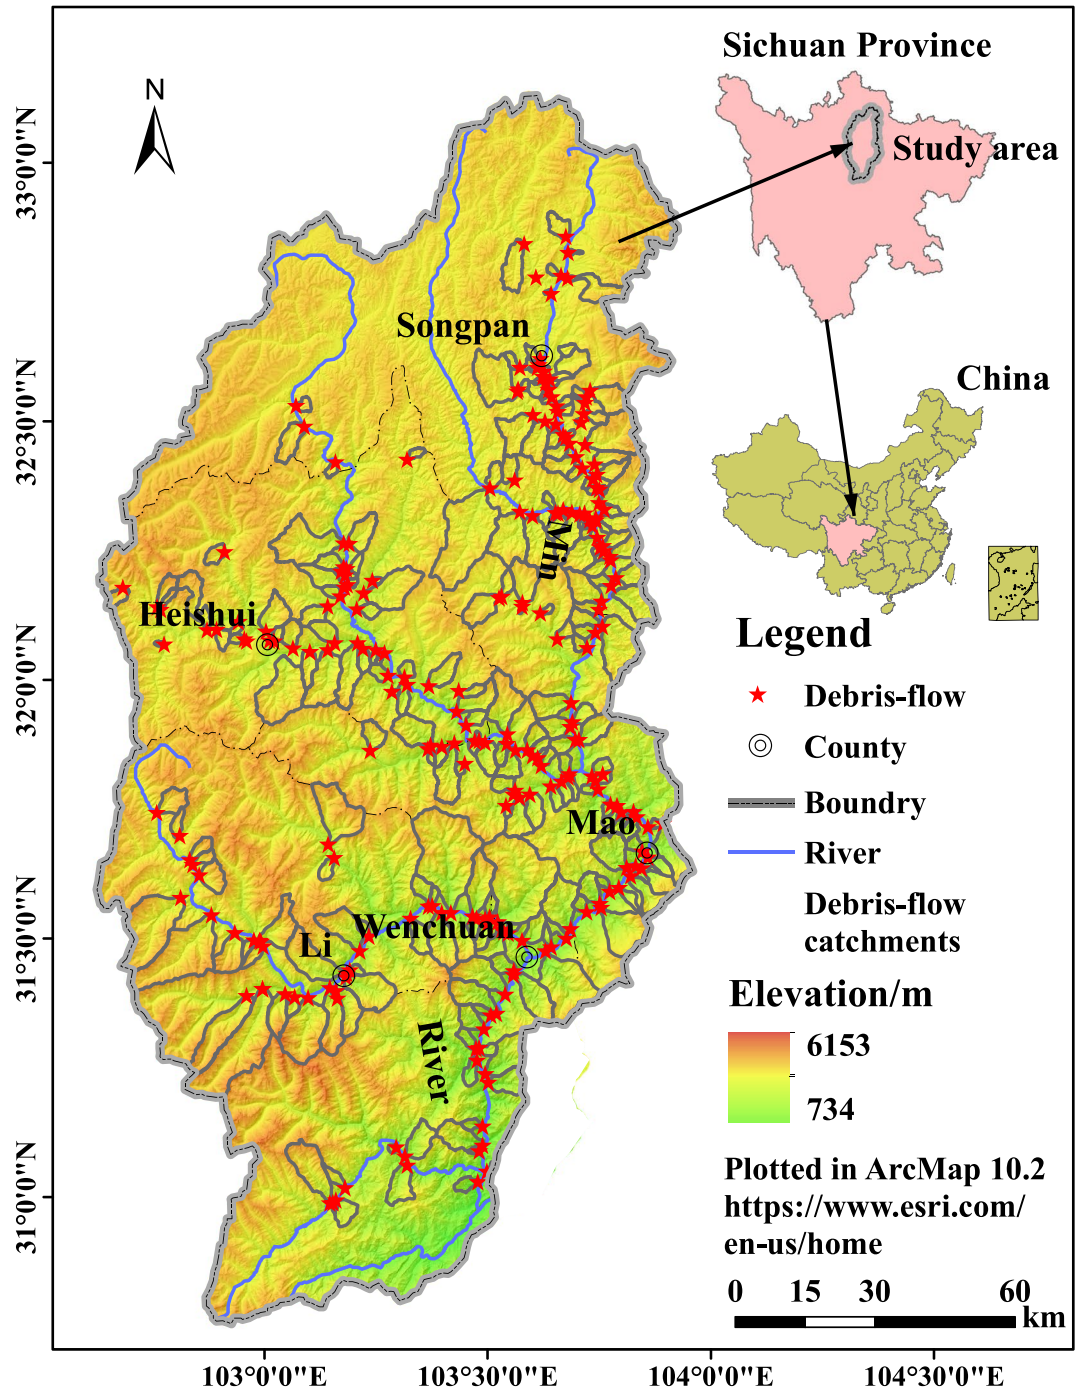 N
Sichuan Province
Study area
China
Songpan
Min
Heishui
Mao
Wenchuan
Li
River
Legend
Debris-flow
County
Boundry
River
Debris-flow
catchments
Elevation/m
6153
734
Plotted in ArcMap 10.2
https://www.esri.com/
en-us/home
0 15 30 60
km
33°0'0"N
32°30'0"N
32°0'0"N
31°30'0"N
31°0'0"N
103°0'0"E 103°30'0"E 104°0'0"E 104°30'0"E